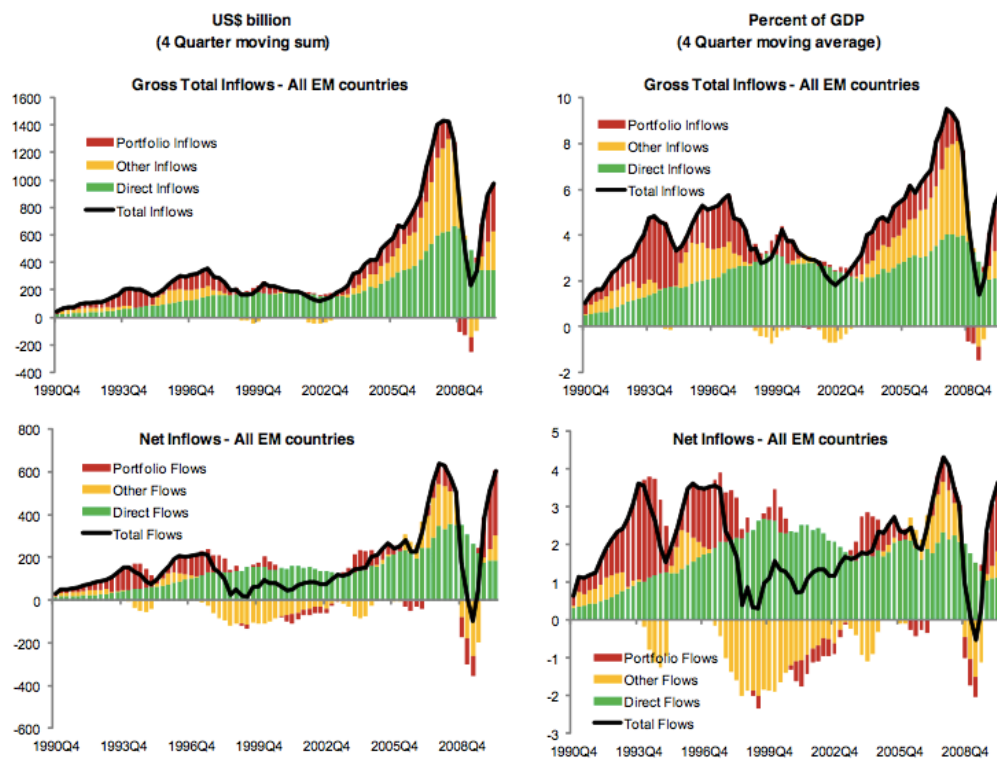 US$ billion
(4 Quarter moving sum)
Percent of GDP
(4 Quarter moving average)
Gross Total Inflows - All EM countries
1600
1400
1200
1000
800
600
400
200
0
-200
-400
Portfolio Inflows
Other Inflows
Direct Inflows
Total Inflows
1990Q4 1993Q4 1996Q4 1999Q4 2002Q4 2005Q4 2008Q4
Gross Total Inflows - All EM countries
10
8
6
4
2
0
-2
Portfolio Inflows
Other Inflows
Direct Inflows
Total Inflows
1990Q4 1993Q4 1996Q4 1999Q4 2002Q4 2005Q4 2008Q4
Net Inflows - All EM countries
800
600
400
200
0
-200
-400
-600
Portfolio Flows
Other Flows
Direct Flows
Total Flows
1990Q4 1993Q4 1996Q4 1999Q4 2002Q4 2005Q4 2008Q4
Net Inflows - All EM countries
5
4
3
2
1
0
-1
-2
-3
Portfolio Flows
Other Flows
Direct Flows
Total Flows
1990Q4 1993Q4 1996Q4 1999Q4 2002Q4 2005Q4 2008Q4